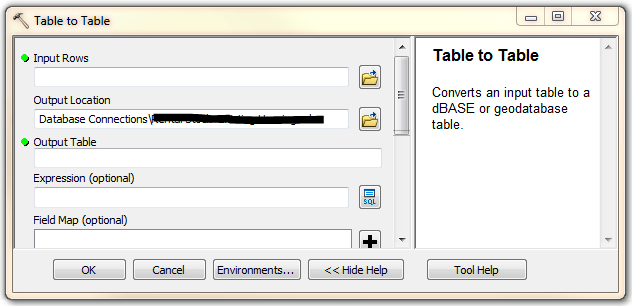 Table to Table
Input Rows
Output Location
Database Connections\
Output Table
Expression (optional)
SQL
Field Map (optional)
OK
Cancel
Environments...
<< Hide Help
Tool Help
Table to Table
Converts an input table to a
dBASE or geodatabase
table.